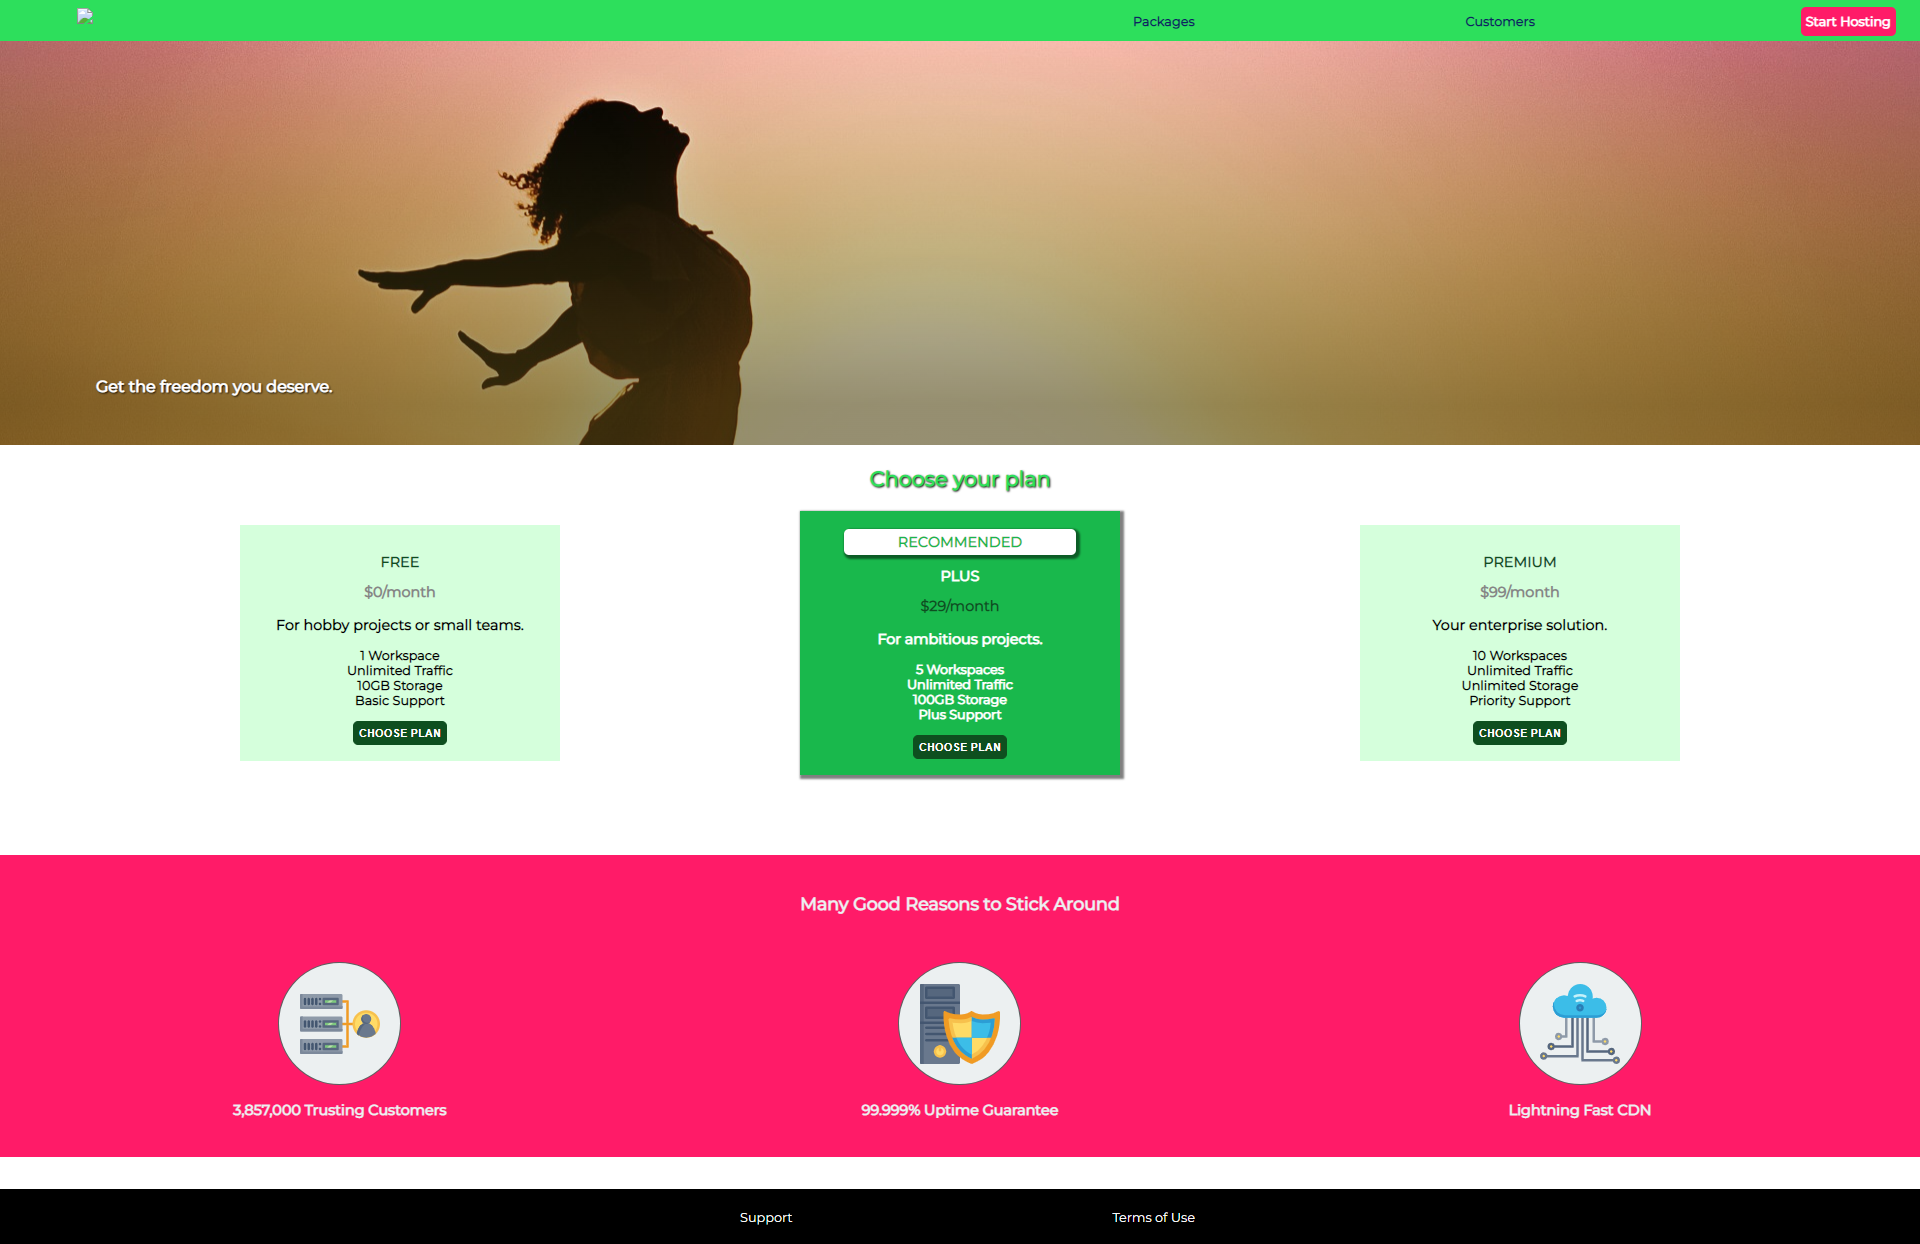 Packages
Customers
Start Hosting
Get the freedom you deserve.
Choose your plan
FREE
$0/month
For hobby projects or small teams.
1 Workspace
Unlimited Traffic
10GB Storage
Basic Support
CHOOSE PLAN
RECOMMENDED
PLUS
$29/month
For ambitious projects.
5 Workspaces
Unlimited Traffic
100GB Storage
Plus Support
CHOOSE PLAN
PREMIUM
$99/month
Your enterprise solution.
10 Workspaces
Unlimited Traffic
Unlimited Storage
Priority Support
CHOOSE PLAN
Many Good Reasons to Stick Around
3,857,000 Trusting Customers
99.999% Uptime Guarantee
Lightning Fast CDN
Support
Terms of Use